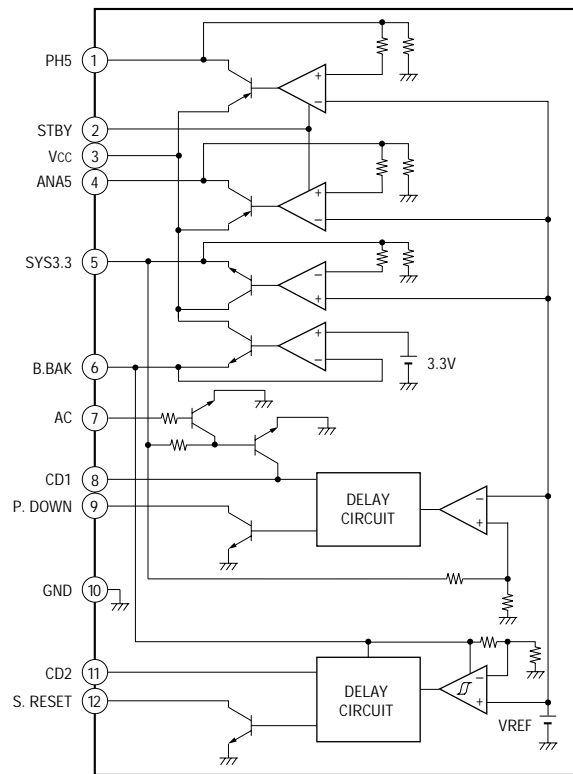 PH5 1
+
−
STBY 2
VCC 3
ANA5 4
+
−
SYS3.3 5
−
+
+
−
3.3V
B.BAK 6
AC 7
CD1 8
DELAY
CIRCUIT
−
+
P. DOWN 9
GND 10
CD2 11
DELAY
CIRCUIT
−
+
S. RESET 12
VREF